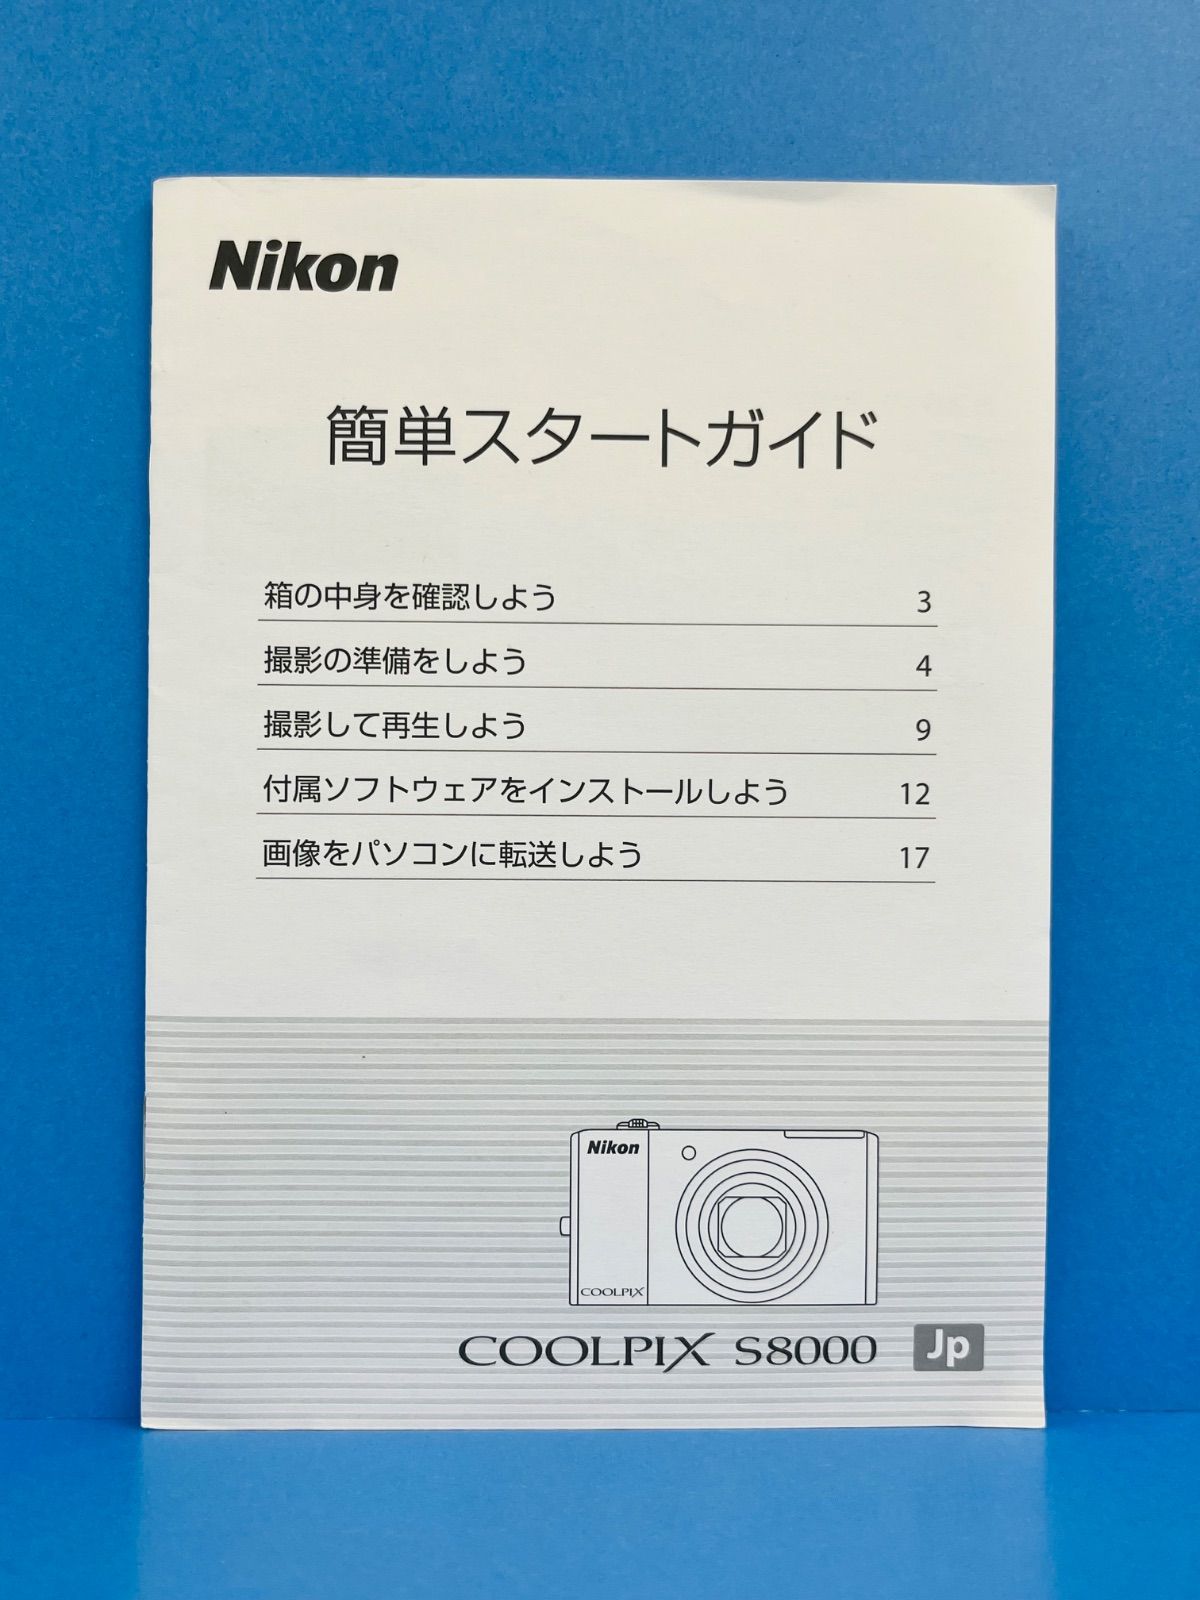 Nikon
簡単スタートガイド
箱の中身を確認しよう 3
撮影の準備をしよう 4
撮影して再生しよう 9
付属ソフトウェアをインストールしよう 12
画像をパソコンに転送しよう 17
Nikon
COOLPIX
COOLPIX S8000 Jp